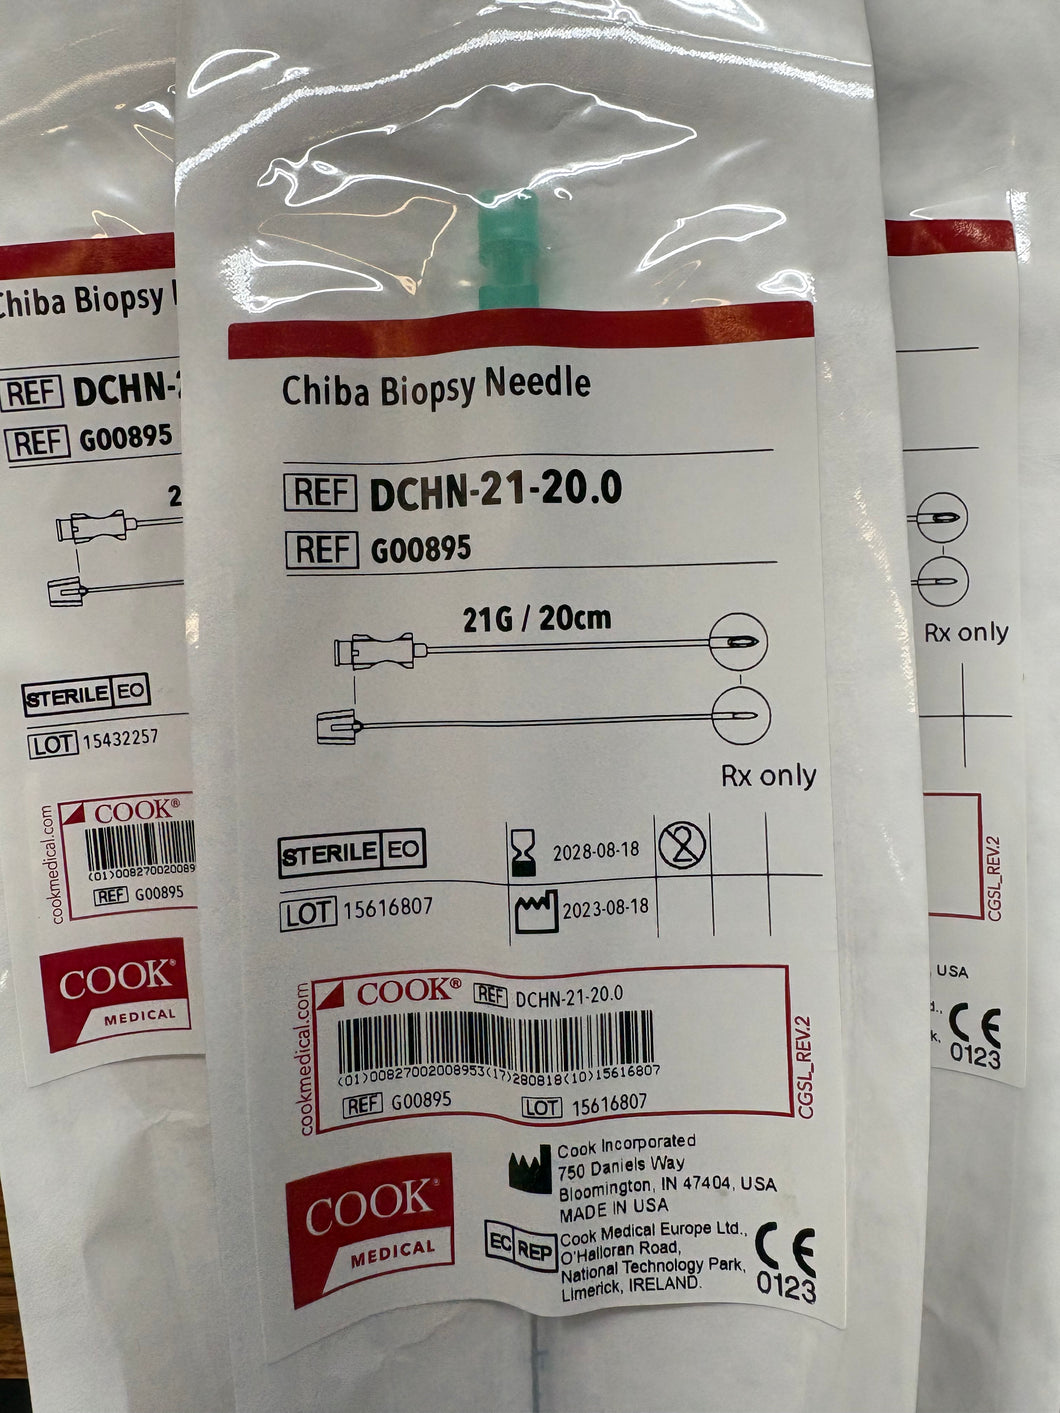 Chiba Biopsy
REF DCHN-
REF G00895
2
STERILE EO
LOT 15432257
cookmedical.com
COOK®
(01)008270020089
REF G00895
COOK®
MEDICAL
Chiba Biopsy Needle
REF DCHN-21-20.0
REF G00895
21G / 20cm
Rx only
STERILE EO
2028-08-18
2
LOT 15616807
2023-08-18
cookmedical.com
COOK® REF DCHN-21-20.0
(01)00827002008953(17)280818(10)15616807
REF G00895 LOT 15616807
CGSL_REV.2
COOK®
MEDICAL
Cook Incorporated
750 Daniels Way
Bloomington, IN 47404, USA
MADE IN USA
EC REP
Cook Medical Europe Ltd.,
O'Halloran Road,
National Technology Park,
Limerick, IRELAND.
CE
0123
Rx only
CGSL_REV.2
USA
CE
0123